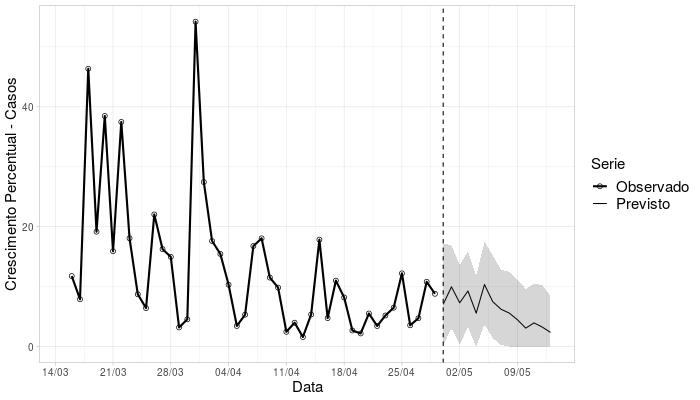 Crescimento Percentual - Casos
40
20
0
14/03 21/03 28/03 04/04 11/04 18/04 25/04 02/05 09/05
Data
Serie
Observado
Previsto